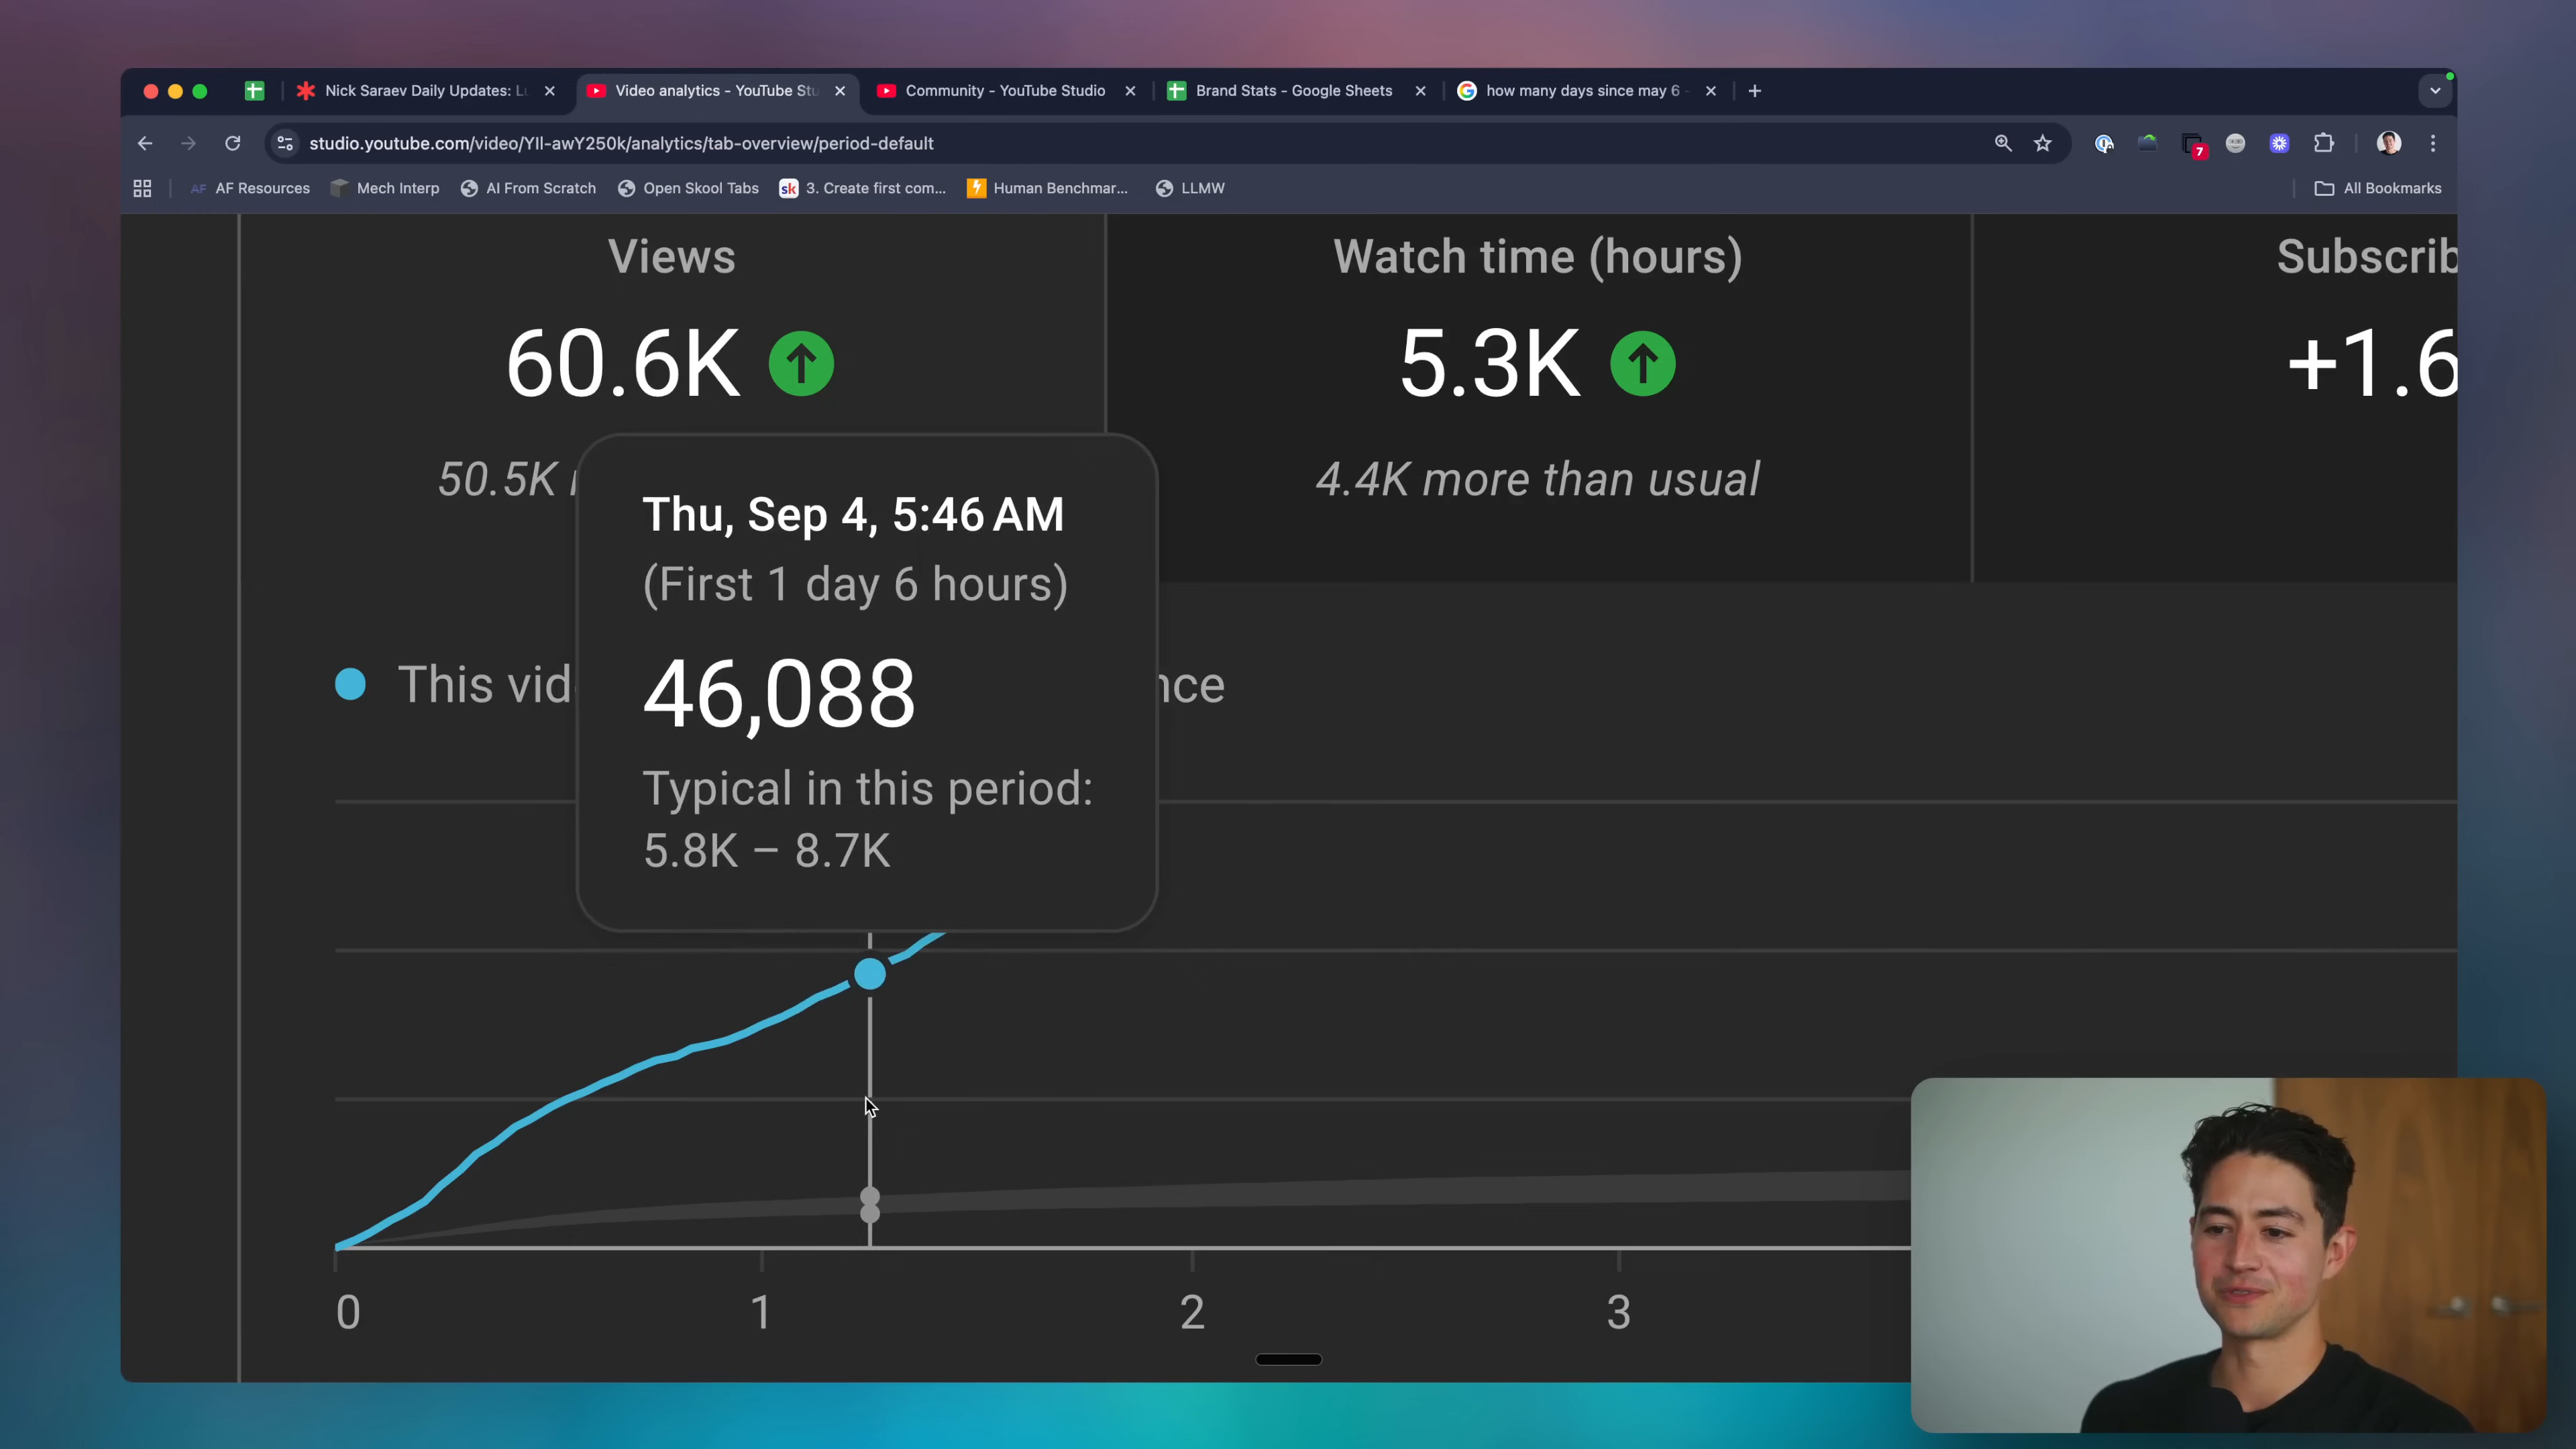 Nick Saraev Daily Updates: L
Video analytics - YouTube Stu
Community - YouTube Studio
Brand Stats - Google Sheets
how many days since may 6 -
studio.youtube.com/video/YIl-awY250k/analytics/tab-overview/period-default
7
AF AF Resources
Mech Interp
AI From Scratch
Open Skool Tabs
sk 3. Create first com...
Human Benchmar...
LLMW
All Bookmarks
Views
60.6K
50.5K
Watch time (hours)
5.3K
4.4K more than usual
Subscrib
+1.6
Thu, Sep 4, 5:46 AM
(First 1 day 6 hours)
46,088
Typical in this period:
5.8K – 8.7K
This vid
nce
0
1
2
3